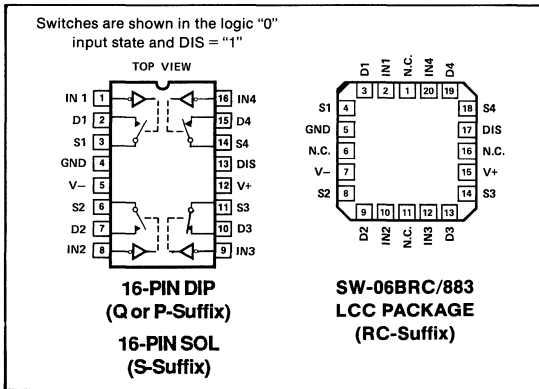 Switches are shown in the logic “0”
input state and DIS = “1”
TOP VIEW
IN 1 1 16 IN4
D1 2 15 D4
S1 3 14 S4
GND 4 13 DIS
V– 5 12 V+
S2 6 11 S3
D2 7 10 D3
IN2 8 9 IN3
16-PIN DIP
(Q or P-Suffix)
16-PIN SOL
(S-Suffix)
D1 IN1 N.C. IN4 D4
3 2 1 20 19
S1 4 18 S4
GND 5 17 DIS
N.C. 6 16 N.C.
V– 7 15 V+
S2 8 14 S3
9 10 11 12 13
D2 IN2 N.C. IN3 D3
SW-06BRC/883
LCC PACKAGE
(RC-Suffix)